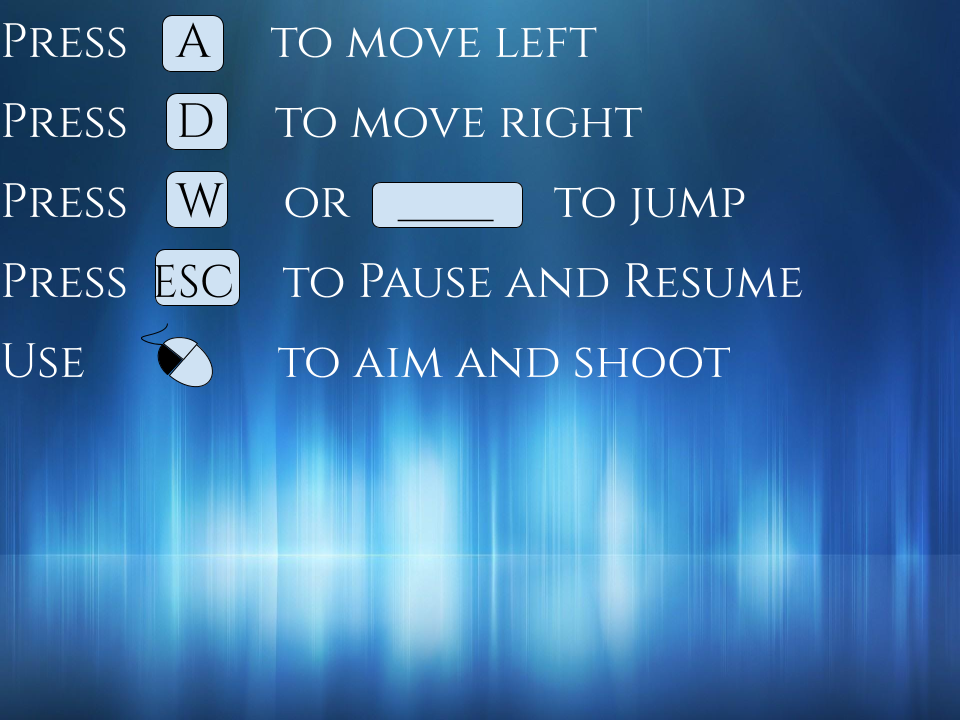 Press A to move left
Press D to move right
Press W or _____ to jump
Press ESC to Pause and Resume
Use to aim and shoot